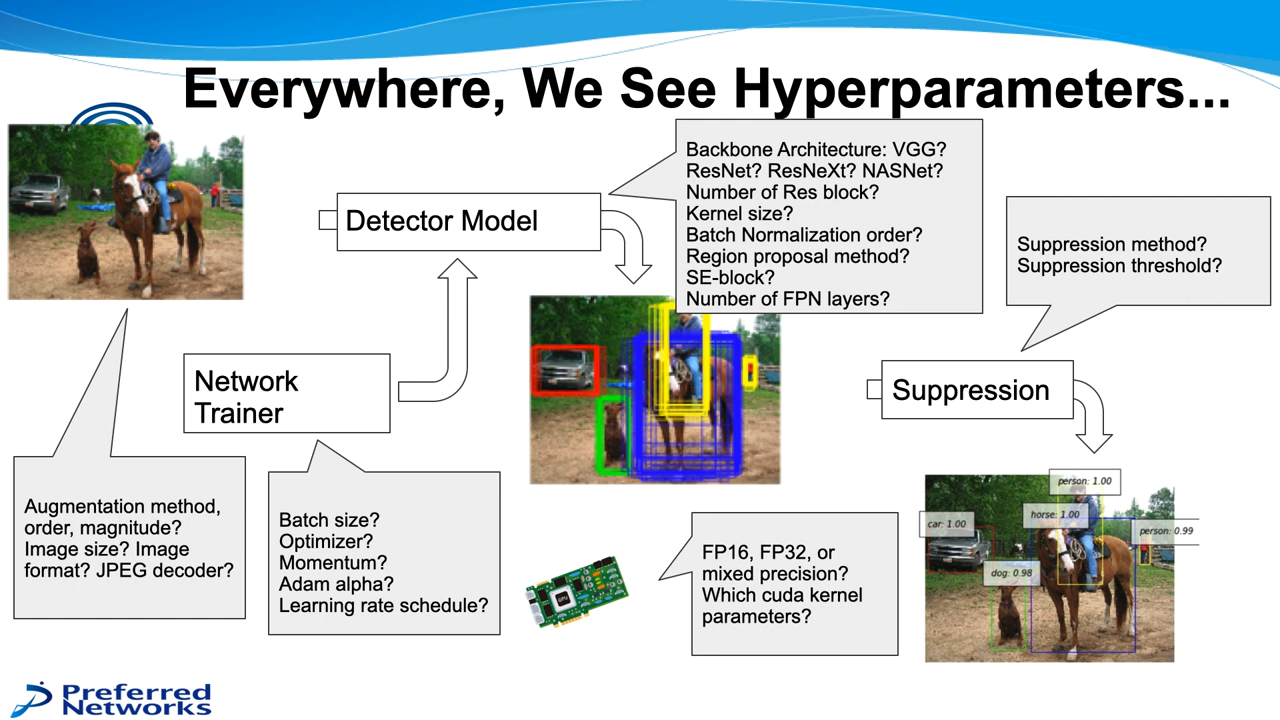 Everywhere, We See Hyperparameters...
Backbone Architecture: VGG?
ResNet? ResNeXt? NASNet?
Number of Res block?
Kernel size?
Batch Normalization order?
Region proposal method?
SE-block?
Number of FPN layers?
Detector Model
Suppression method?
Suppression threshold?
Network
Trainer
Suppression
Augmentation method,
order, magnitude?
Image size? Image
format? JPEG decoder?
Batch size?
Optimizer?
Momentum?
Adam alpha?
Learning rate schedule?
GPU
FP16, FP32, or
mixed precision?
Which cuda kernel
parameters?
person: 1.00
horse: 1.00
car: 1.00
person: 0.99
dog: 0.98
Preferred
Networks